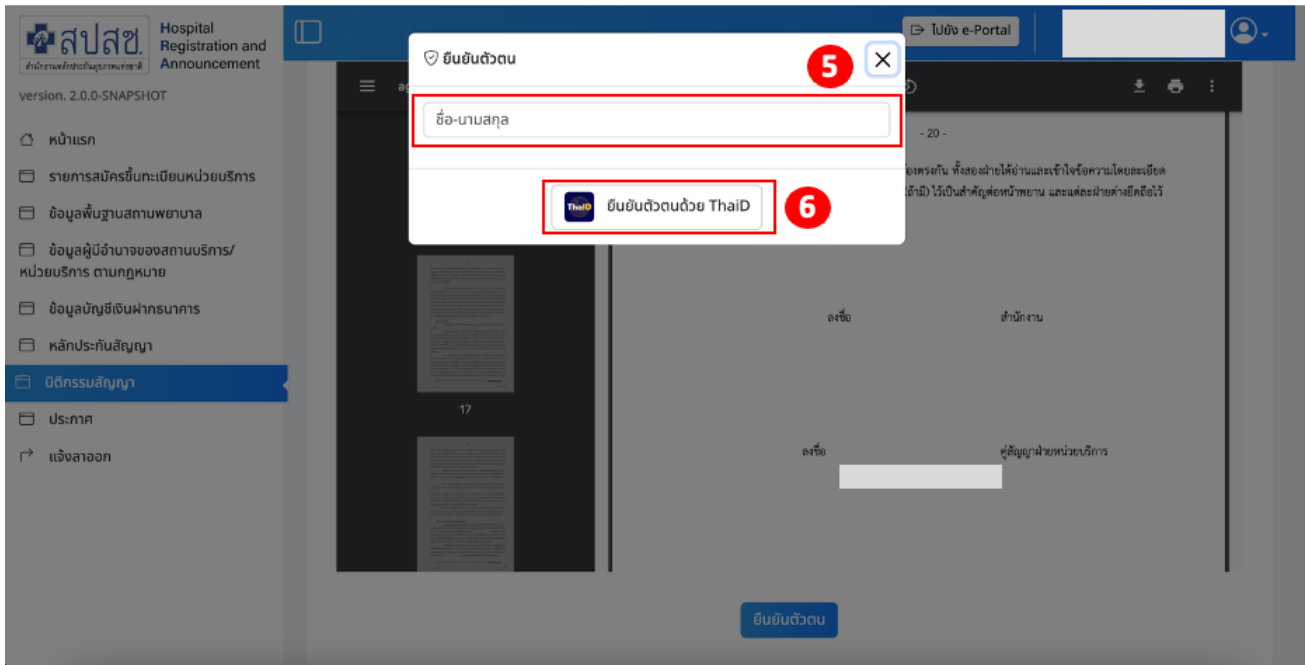 สปสช.
สำนักงานหลักประกันสุขภาพแห่งชาติ
Hospital
Registration and
Announcement
version. 2.0.0-SNAPSHOT
หน้าแรก
รายการสมัครขึ้นทะเบียนหน่วยบริการ
ข้อมูลพื้นฐานสถานพยาบาล
ข้อมูลผู้มีอำนาจของสถานบริการ/
หน่วยบริการ ตามกฎหมาย
ข้อมูลบัญชีเงินฝากธนาคาร
หลักประกันสัญญา
นิติกรรมสัญญา
ประกาศ
แจ้งลาออก
ไปยัง e-Portal
ยืนยันตัวตน
5
ชื่อ-นามสกุล
ThaiD
ยืนยันตัวตนด้วย ThaiD
6
- 20 -
องตรงกัน ทั้งสองฝ่ายได้อ่านและเข้าใจข้อความโดยละเอียด
(ถ้ามี) ไว้เป็นสำคัญต่อหน้าพยาน และแต่ละฝ่ายต่างยึดถือไว้
ลงชื่อ สำนักงาน
17
ลงชื่อ คู่สัญญาฝ่ายหน่วยบริการ
ยืนยันตัวตน